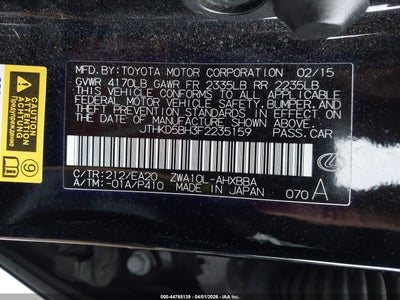 MFD.BY: TOYOTA MOTOR CORPORATION 02/15
GVWR 4170LB GAWR FR 2335LB RR 2235LB
THIS VEHICLE CONFORMS TO ALL APPLICABLE
FEDERAL MOTOR VEHICLE SAFETY, BUMPER, AND
THEFT PREVENTION STANDARDS IN EFFECT ON
THE DATE OF MANUFACTURE SHOWN ABOVE.
JTHKD5BH3F2235159 PASS.CAR
C/TR:212/EA20 ZWA10L-AHXBBA
A/TM:-01A/P410 MADE IN JAPAN 070 A
000-44765139 - 04/01/2026 - IAA